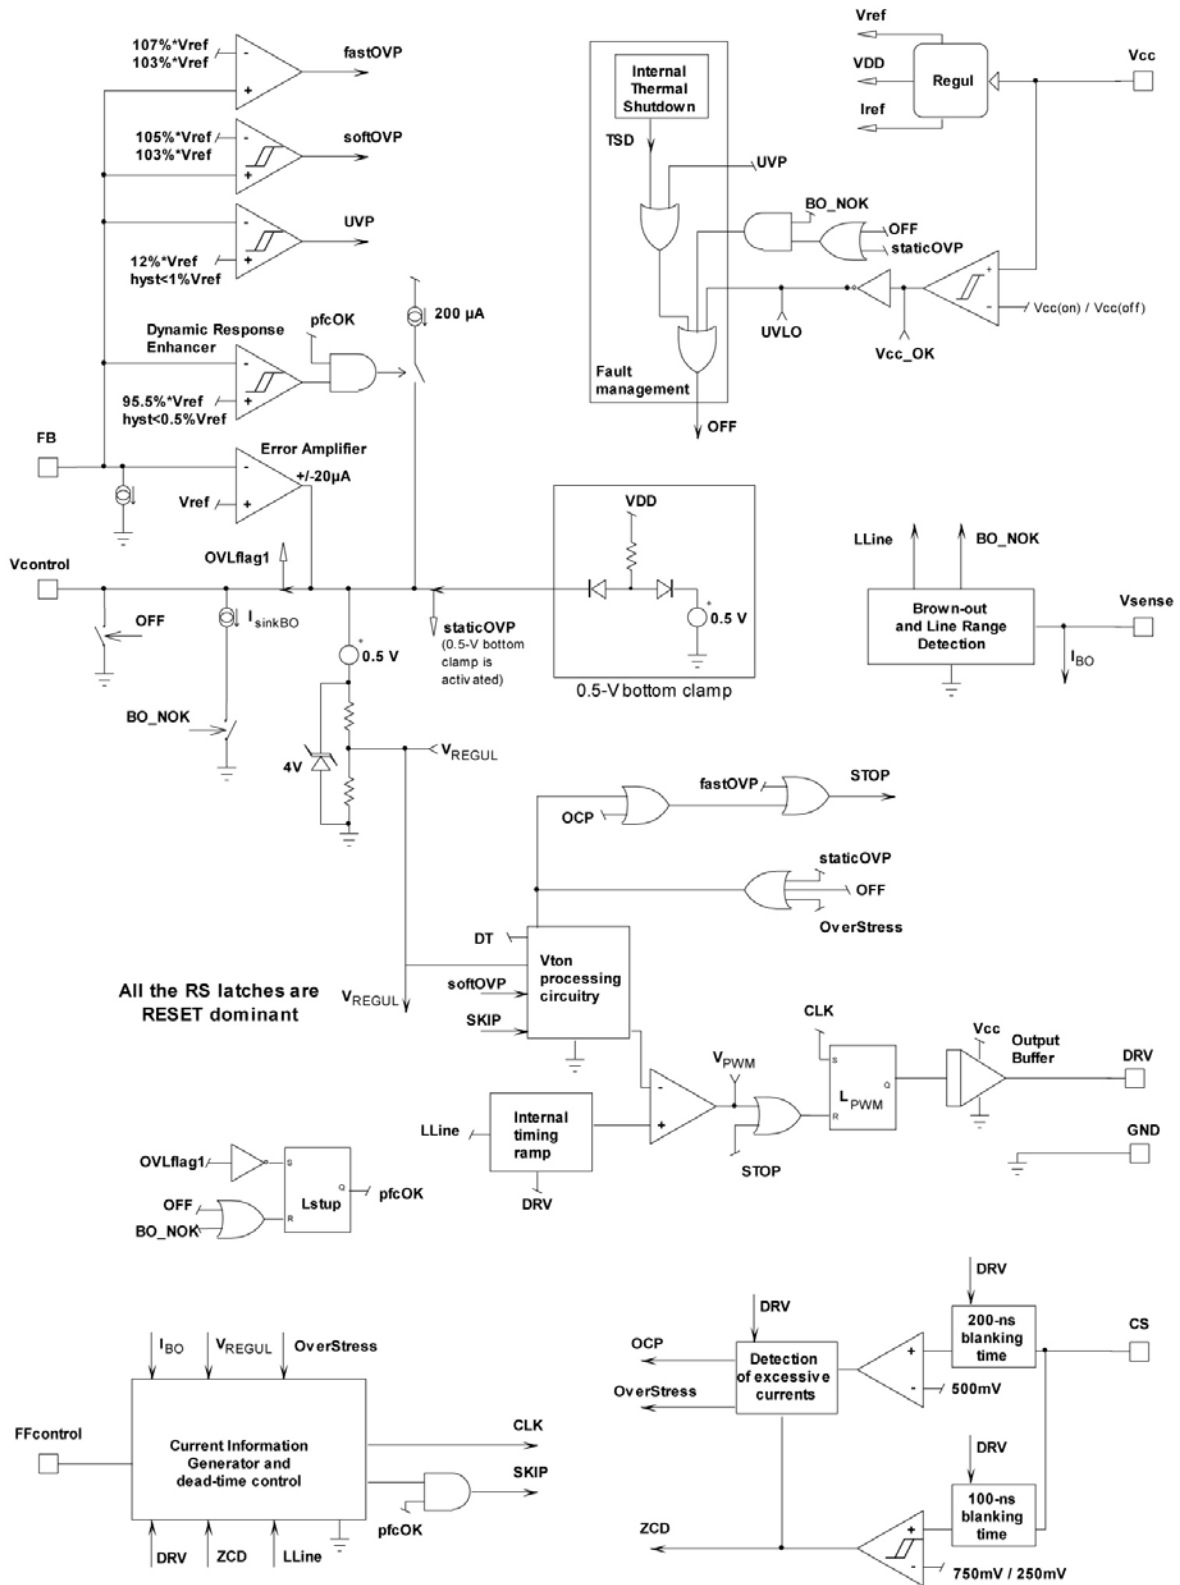 107%*Vref
103%*Vref
fastOVP
105%*Vref
103%*Vref
softOVP
UVP
12%*Vref
hyst<1%Vref
Dynamic Response
Enhancer
pfcOK
200 µA
95.5%*Vref
hyst<0.5%Vref
FB
Error Amplifier
+/-20µA
Vref
Internal
Thermal
Shutdown
TSD
UVP
BO_NOK
OFF
staticOVP
Vcc(on) / Vcc(off)
UVLO
Vcc_OK
Fault
management
OFF
Vref
VDD
Iref
Regul
Vcc
Vcontrol
OVLflag1
OFF
IsinkBO
BO_NOK
0.5 V
4V
VREGUL
staticOVP
(0.5-V bottom
clamp is
activated)
VDD
0.5 V
0.5-V bottom clamp
LLine
BO_NOK
Brown-out
and Line Range
Detection
Vsense
IBO
fastOVP
STOP
OCP
staticOVP
OFF
OverStress
DT
Vton
processing
circuitry
softOVP
SKIP
VREGUL
All the RS latches are
RESET dominant
CLK
VPWM
S
Q
LPWM
R
Vcc
Output
Buffer
DRV
LLine
Internal
timing
ramp
DRV
STOP
GND
OVLflag1
S
Q
Lstup
R
pfcOK
OFF
BO_NOK
IBO
VREGUL
OverStress
FFcontrol
Current Information
Generator and
dead-time control
CLK
SKIP
pfcOK
DRV
ZCD
LLine
DRV
DRV
OCP
OverStress
Detection
of excessive
currents
200-ns
blanking
time
500mV
CS
DRV
100-ns
blanking
time
ZCD
750mV / 250mV
+
-
+
-
+
-
+
-
+
-
+
-
+
+
-
+
-
+
-
+